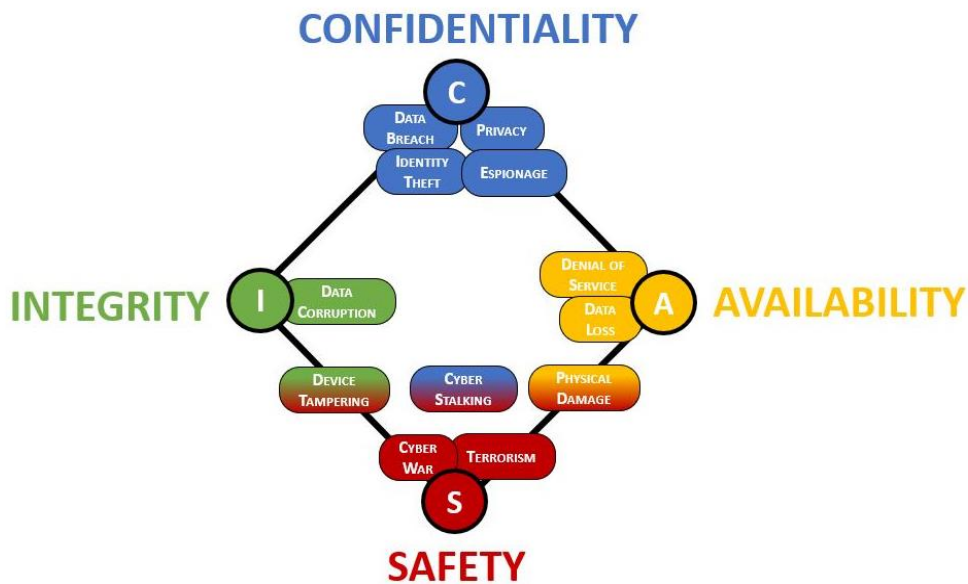 CONFIDENTIALITY
C
DATA
BREACH
PRIVACY
IDENTITY
THEFT
ESPIONAGE
INTEGRITY
I
DATA
CORRUPTION
DENIAL OF
SERVICE
DATA
LOSS
A
AVAILABILITY
DEVICE
TAMPERING
CYBER
STALKING
PHYSICAL
DAMAGE
CYBER
WAR
TERRORISM
S
SAFETY